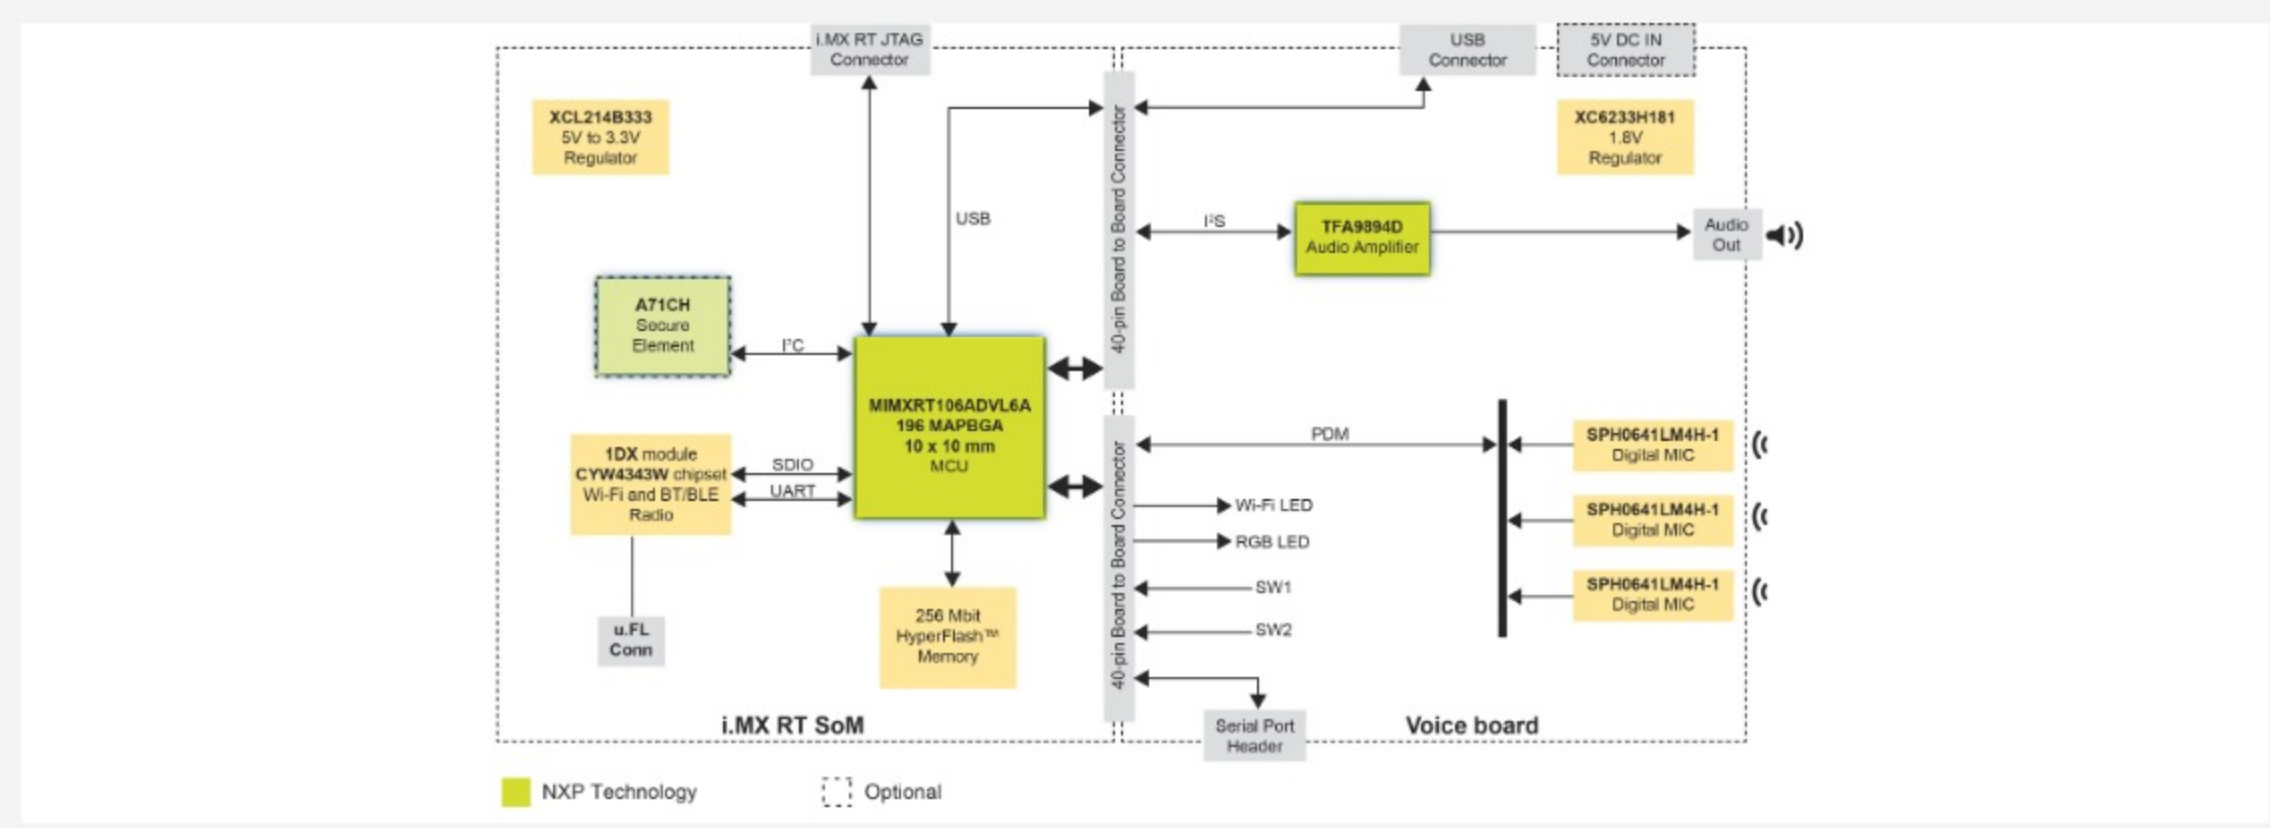 i.MX RT JTAG
Connector
USB
Connector
5V DC IN
Connector
XCL214B333
5V to 3.3V
Regulator
XC6233H181
1.8V
Regulator
USB
40-pin Board to Board Connector
I²S
TFA9894D
Audio Amplifier
Audio
Out
A71CH
Secure
Element
I²C
MIMXRT106ADVL6A
196 MAPBGA
10 x 10 mm
MCU
1DX module
CYW4343W chipset
Wi-Fi and BT/BLE
Radio
SDIO
UART
u.FL
Conn
256 Mbit
HyperFlash™
Memory
40-pin Board to Board Connector
PDM
Wi-Fi LED
RGB LED
SW1
SW2
SPH0641LM4H-1
Digital MIC
SPH0641LM4H-1
Digital MIC
SPH0641LM4H-1
Digital MIC
i.MX RT SoM
Serial Port
Header
Voice board
NXP Technology
Optional